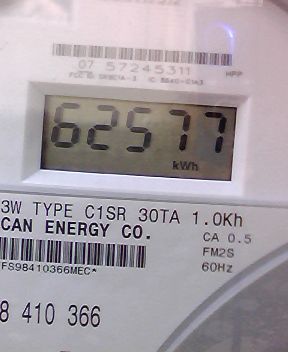 07 57245311
HPP
62577
kWh
3W TYPE C1SR 30TA 1.0Kh
CAN ENERGY CO.
CA 0.5
FM2S
60Hz
FS98410366MEC*
8 410 366